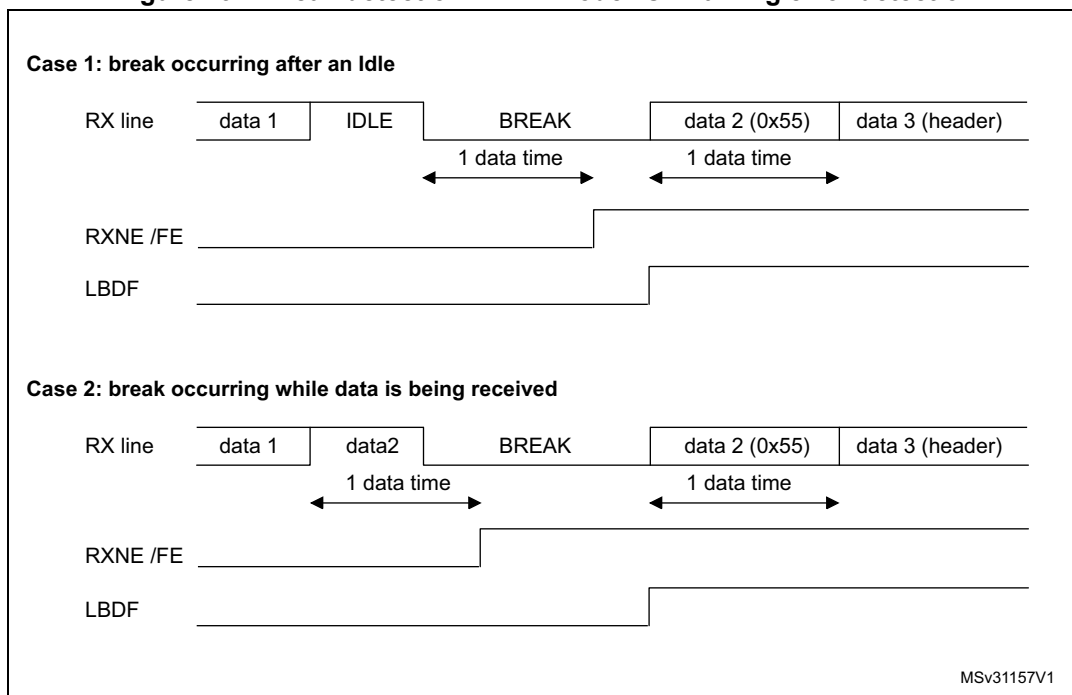 Case 1: break occurring after an Idle
RX line data 1 IDLE BREAK data 2 (0x55) data 3 (header)
1 data time 1 data time
RXNE /FE
LBDF
Case 2: break occurring while data is being received
RX line data 1 data2 BREAK data 2 (0x55) data 3 (header)
1 data time 1 data time
RXNE /FE
LBDF
MSv31157V1